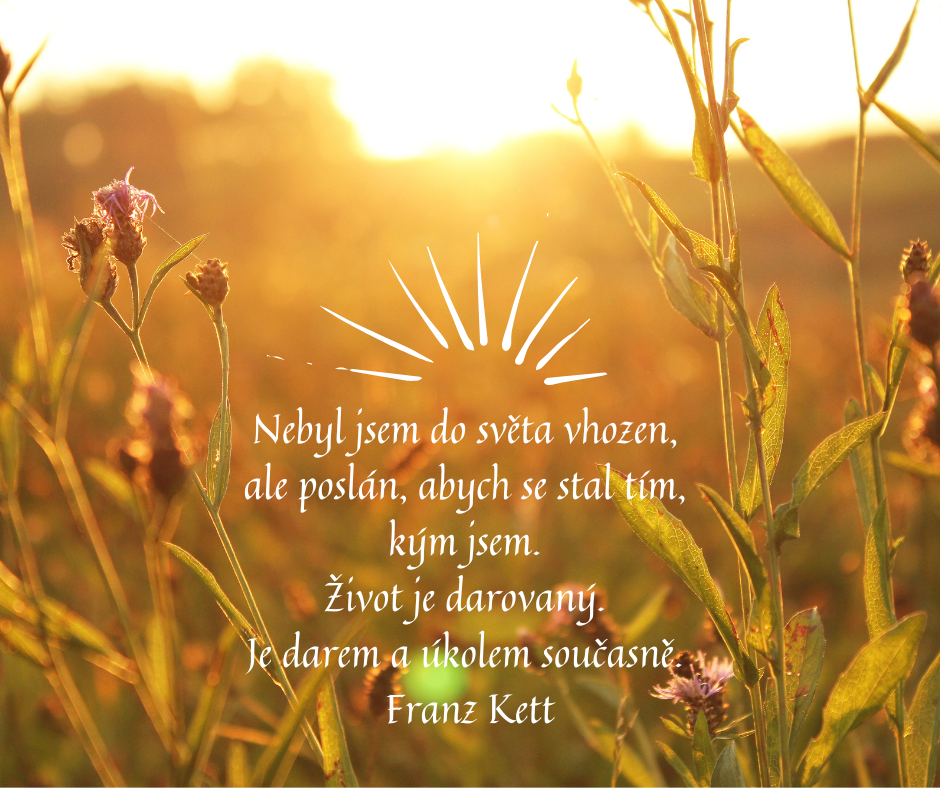 Nebyl jsem do světa vhozen,
ale poslán, abych se stal tím,
kým jsem.
Život je darovaný.
Je darem a úkolem současně.
Franz Kett